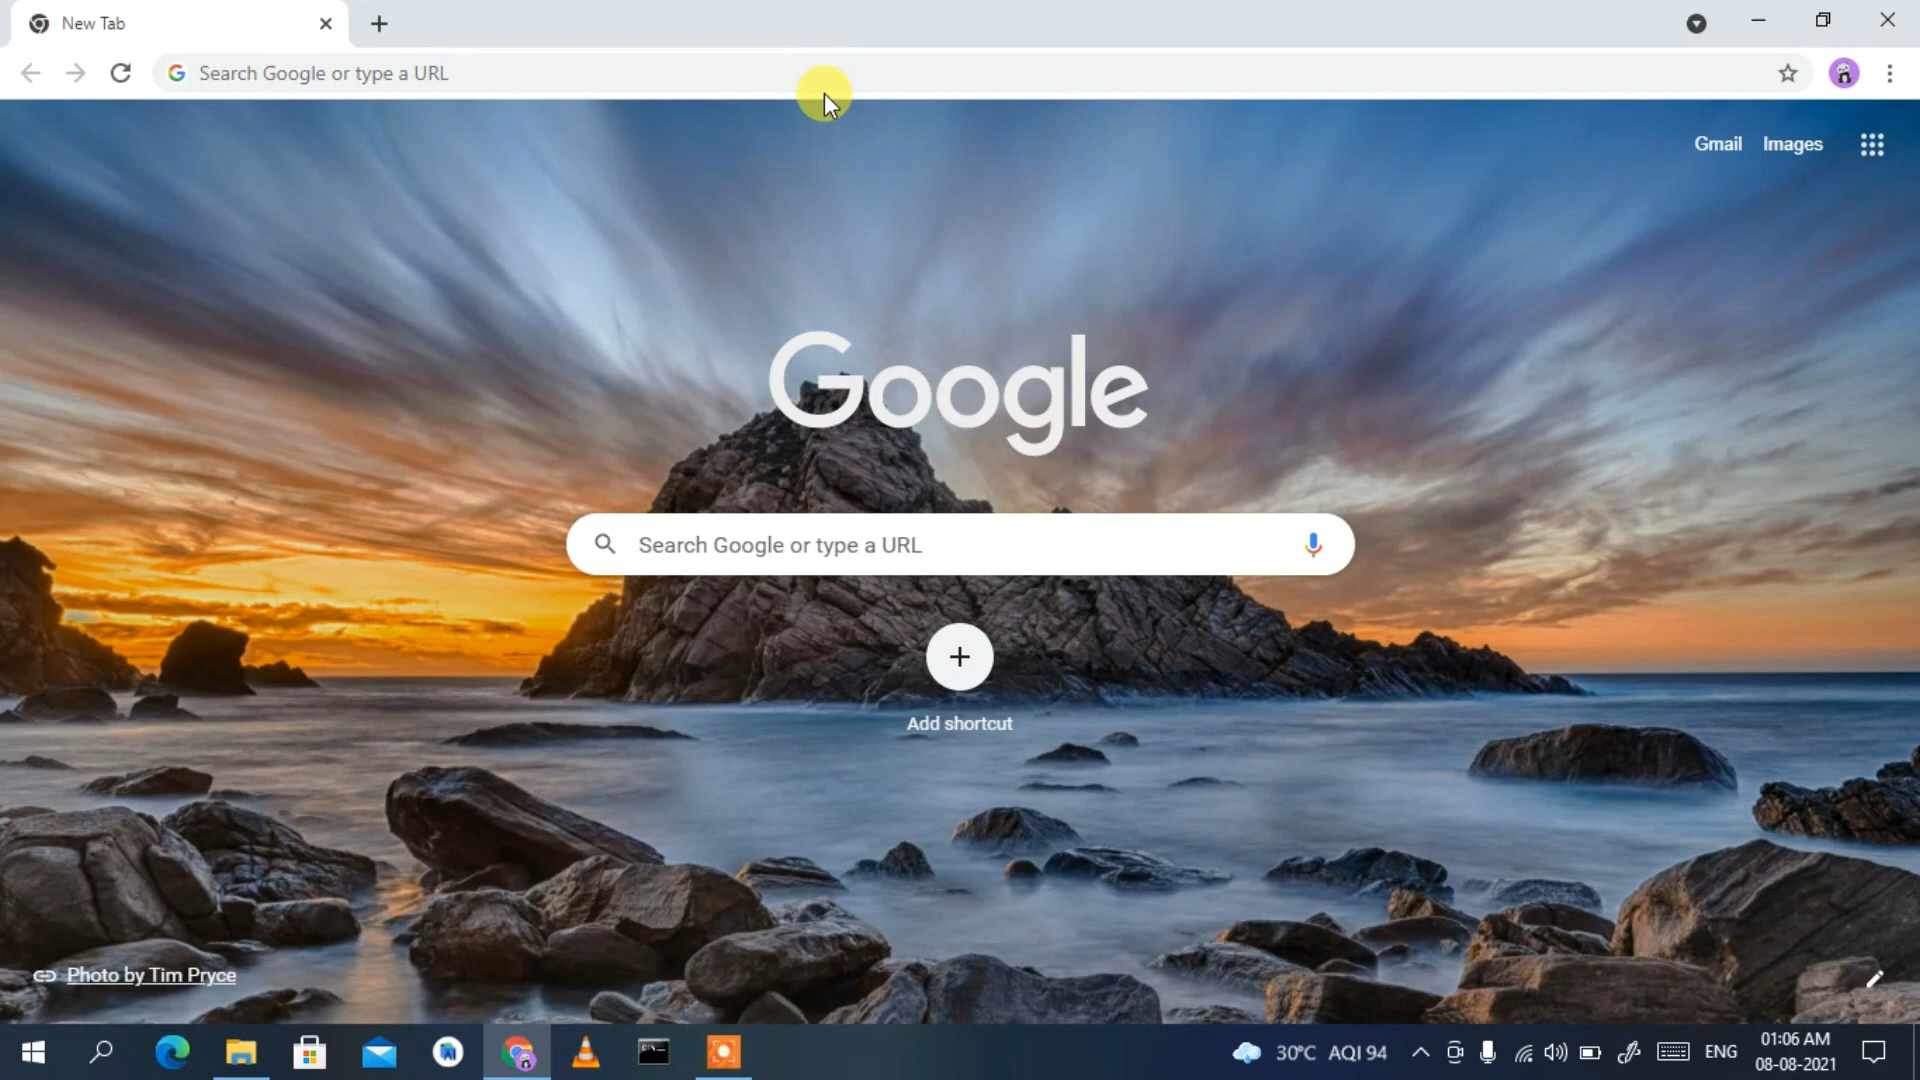 New Tab
Search Google or type a URL
Gmail Images
Google
Search Google or type a URL
Add shortcut
Photo by Tim Pryce
30°C AQI 94
ENG
01:06 AM
08-08-2021